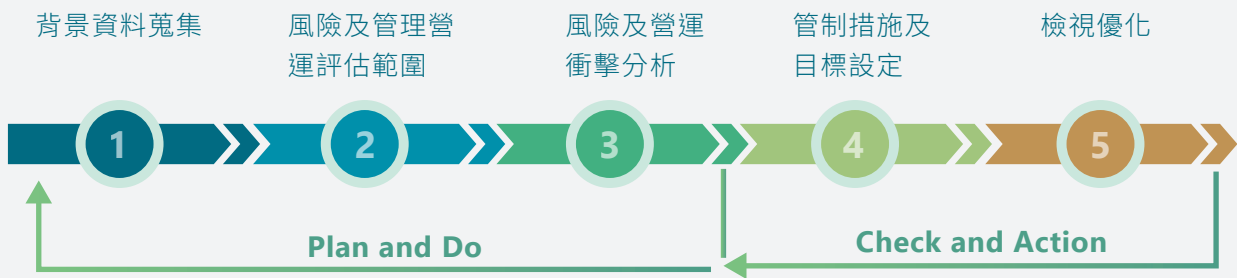 背景資料蒐集
風險及管理營
運評估範圍
風險及營運
衝擊分析
管制措施及
目標設定
檢視優化
1
2
3
4
5
Plan and Do
Check and Action